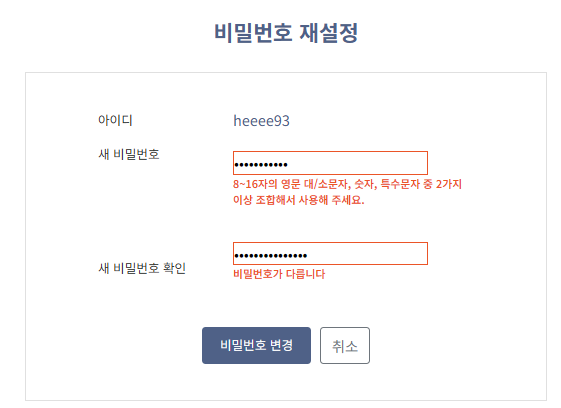 비밀번호 재설정
아이디 heeee93
새 비밀번호 •••••••••••
8~16자의 영문 대/소문자, 숫자, 특수문자 중 2가지
이상 조합해서 사용해 주세요.
•••••••••••••••
새 비밀번호 확인
비밀번호가 다릅니다
비밀번호 변경 취소